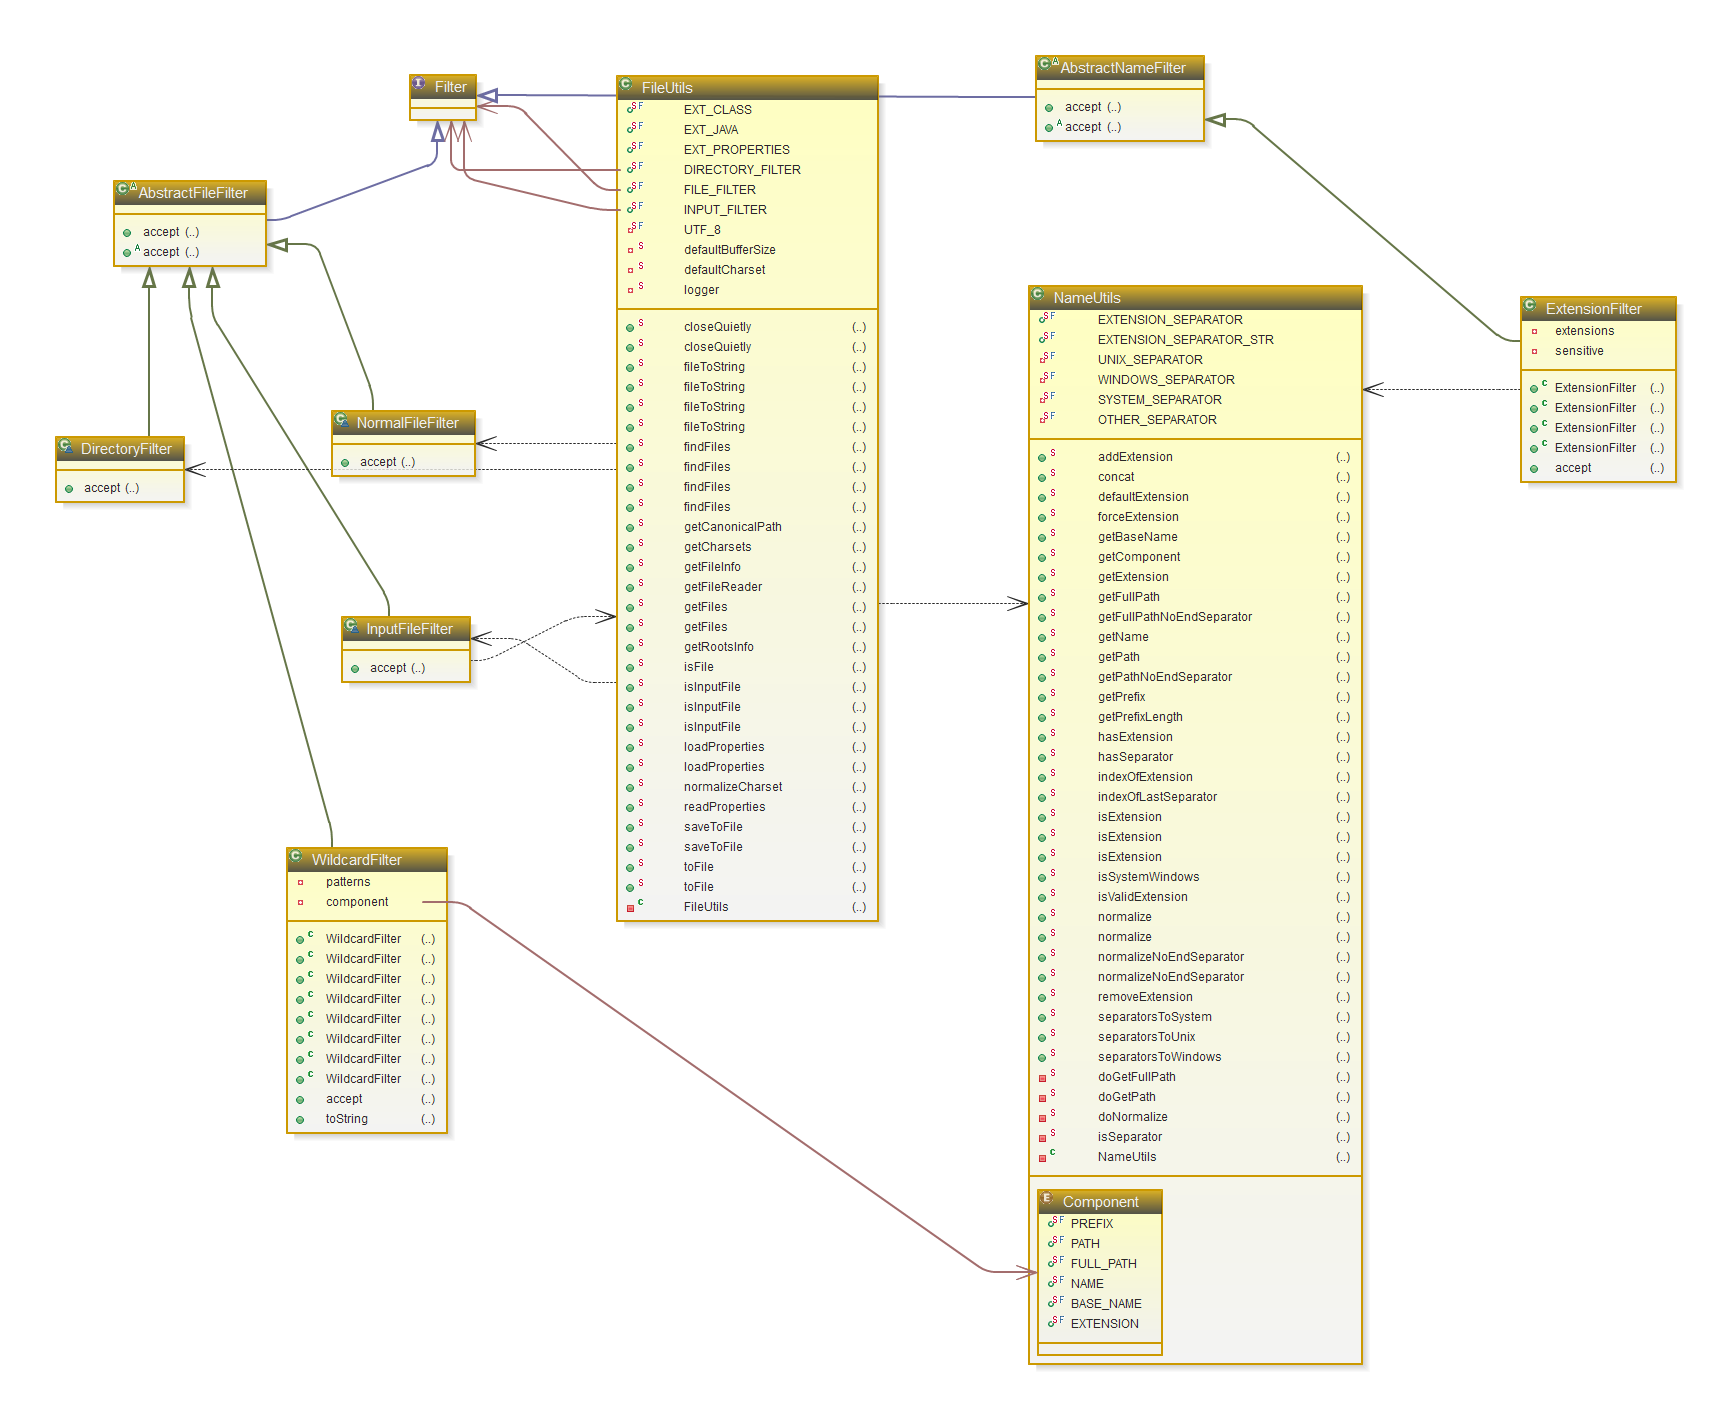 Filter
FileUtils
EXT_CLASS
EXT_JAVA
EXT_PROPERTIES
DIRECTORY_FILTER
FILE_FILTER
INPUT_FILTER
UTF_8
defaultBufferSize
defaultCharset
logger
closeQuietly (..)
closeQuietly (..)
fileToString (..)
fileToString (..)
fileToString (..)
fileToString (..)
findFiles (..)
findFiles (..)
findFiles (..)
findFiles (..)
getCanonicalPath (..)
getCharsets (..)
getFileInfo (..)
getFileReader (..)
getFiles (..)
getFiles (..)
getRootsInfo (..)
isFile (..)
isInputFile (..)
isInputFile (..)
isInputFile (..)
loadProperties (..)
loadProperties (..)
normalizeCharset (..)
readProperties (..)
saveToFile (..)
saveToFile (..)
toFile (..)
toFile (..)
FileUtils (..)
AbstractNameFilter
accept (..)
accept (..)
AbstractFileFilter
accept (..)
accept (..)
NormalFileFilter
accept (..)
DirectoryFilter
accept (..)
InputFileFilter
accept (..)
WildcardFilter
patterns
component
WildcardFilter (..)
WildcardFilter (..)
WildcardFilter (..)
WildcardFilter (..)
WildcardFilter (..)
WildcardFilter (..)
WildcardFilter (..)
WildcardFilter (..)
accept (..)
toString (..)
NameUtils
EXTENSION_SEPARATOR
EXTENSION_SEPARATOR_STR
UNIX_SEPARATOR
WINDOWS_SEPARATOR
SYSTEM_SEPARATOR
OTHER_SEPARATOR
addExtension (..)
concat (..)
defaultExtension (..)
forceExtension (..)
getBaseName (..)
getComponent (..)
getExtension (..)
getFullPath (..)
getFullPathNoEndSeparator (..)
getName (..)
getPath (..)
getPathNoEndSeparator (..)
getPrefix (..)
getPrefixLength (..)
hasExtension (..)
hasSeparator (..)
indexOfExtension (..)
indexOfLastSeparator (..)
isExtension (..)
isExtension (..)
isExtension (..)
isSystemWindows (..)
isValidExtension (..)
normalize (..)
normalize (..)
normalizeNoEndSeparator (..)
normalizeNoEndSeparator (..)
removeExtension (..)
separatorsToSystem (..)
separatorsToUnix (..)
separatorsToWindows (..)
doGetFullPath (..)
doGetPath (..)
doNormalize (..)
isSeparator (..)
NameUtils (..)
Component
PREFIX
PATH
FULL_PATH
NAME
BASE_NAME
EXTENSION
ExtensionFilter
extensions
sensitive
ExtensionFilter (..)
ExtensionFilter (..)
ExtensionFilter (..)
ExtensionFilter (..)
accept (..)